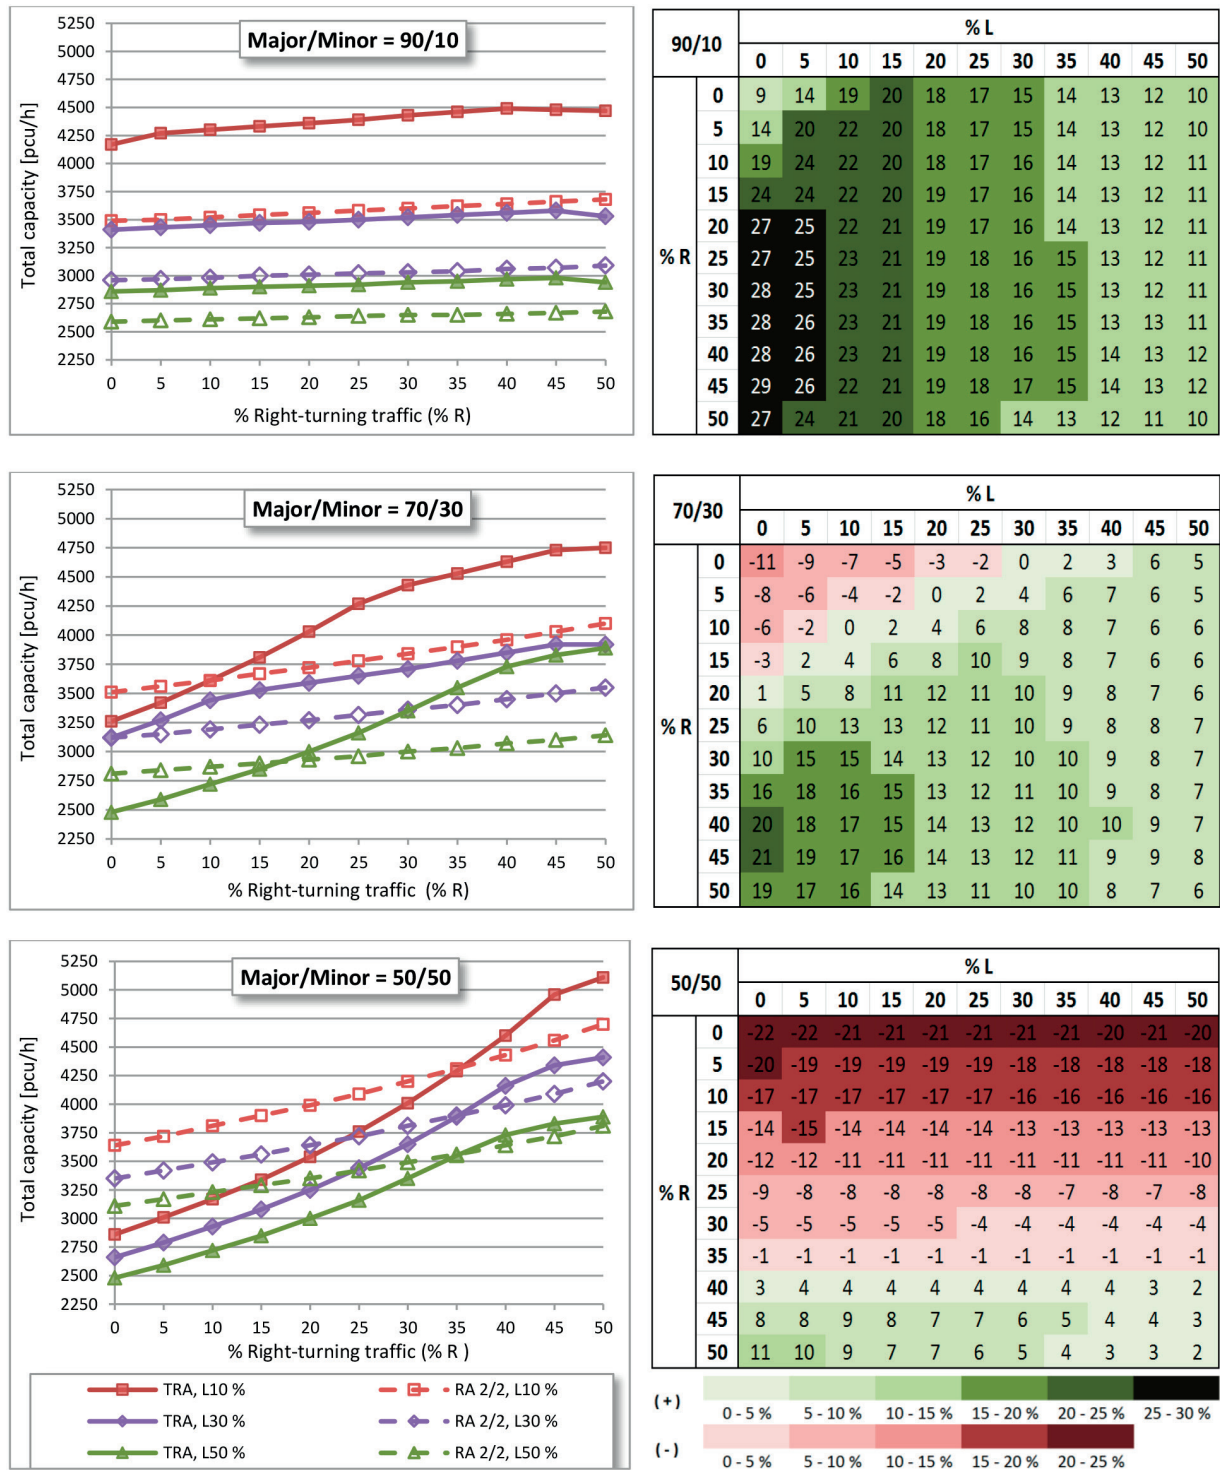 Major/Minor = 90/10
Total capacity [pcu/h]
5250
5000
4750
4500
4250
4000
3750
3500
3250
3000
2750
2500
2250
0 5 10 15 20 25 30 35 40 45 50
% Right-turning traffic (% R)
90/10 % L
0 5 10 15 20 25 30 35 40 45 50
% R
0 9 14 19 20 18 17 15 14 13 12 10
5 14 20 22 20 18 17 15 14 13 12 10
10 19 24 22 20 18 17 16 14 13 12 11
15 24 24 22 20 19 17 16 14 13 12 11
20 27 25 22 21 19 17 16 14 13 12 11
25 27 25 23 21 19 18 16 15 13 12 11
30 28 25 23 21 19 18 16 15 13 12 11
35 28 26 23 21 19 18 16 15 13 13 11
40 28 26 23 21 19 18 16 15 14 13 12
45 29 26 22 21 19 18 17 15 14 13 12
50 27 24 21 20 18 16 14 13 12 11 10
Major/Minor = 70/30
Total capacity [pcu/h]
5250
5000
4750
4500
4250
4000
3750
3500
3250
3000
2750
2500
2250
0 5 10 15 20 25 30 35 40 45 50
% Right-turning traffic (% R)
70/30 % L
0 5 10 15 20 25 30 35 40 45 50
% R
0 -11 -9 -7 -5 -3 -2 0 2 3 6 5
5 -8 -6 -4 -2 0 2 4 6 7 6 5
10 -6 -2 0 2 4 6 8 8 7 6 6
15 -3 2 4 6 8 10 9 8 7 6 6
20 1 5 8 11 12 11 10 9 8 7 6
25 6 10 13 13 12 11 10 9 8 8 7
30 10 15 15 14 13 12 10 10 9 8 7
35 16 18 16 15 13 12 11 10 9 8 7
40 20 18 17 15 14 13 12 10 10 9 7
45 21 19 17 16 14 13 12 11 9 9 8
50 19 17 16 14 13 11 10 10 8 7 6
Major/Minor = 50/50
Total capacity [pcu/h]
5250
5000
4750
4500
4250
4000
3750
3500
3250
3000
2750
2500
2250
0 5 10 15 20 25 30 35 40 45 50
% Right-turning traffic (% R )
TRA, L10 % RA 2/2, L10 %
TRA, L30 % RA 2/2, L30 %
TRA, L50 % RA 2/2, L50 %
50/50 % L
0 5 10 15 20 25 30 35 40 45 50
% R
0 -22 -22 -21 -21 -21 -21 -21 -21 -20 -21 -20
5 -20 -19 -19 -19 -19 -19 -18 -18 -18 -18 -18
10 -17 -17 -17 -17 -17 -17 -16 -16 -16 -16 -16
15 -14 -15 -14 -14 -14 -14 -13 -13 -13 -13 -13
20 -12 -12 -11 -11 -11 -11 -11 -11 -11 -11 -10
25 -9 -8 -8 -8 -8 -8 -8 -7 -8 -7 -8
30 -5 -5 -5 -5 -5 -4 -4 -4 -4 -4 -4
35 -1 -1 -1 -1 -1 -1 -1 -1 -1 -1 -1
40 3 4 4 4 4 4 4 4 4 3 2
45 8 8 9 8 7 7 6 5 4 4 3
50 11 10 9 7 7 6 5 4 3 3 2
(+)
0 - 5 % 5 - 10 % 10 - 15 % 15 - 20 % 20 - 25 % 25 - 30 %
(-)
0 - 5 % 5 - 10 % 10 - 15 % 15 - 20 % 20 - 25 %